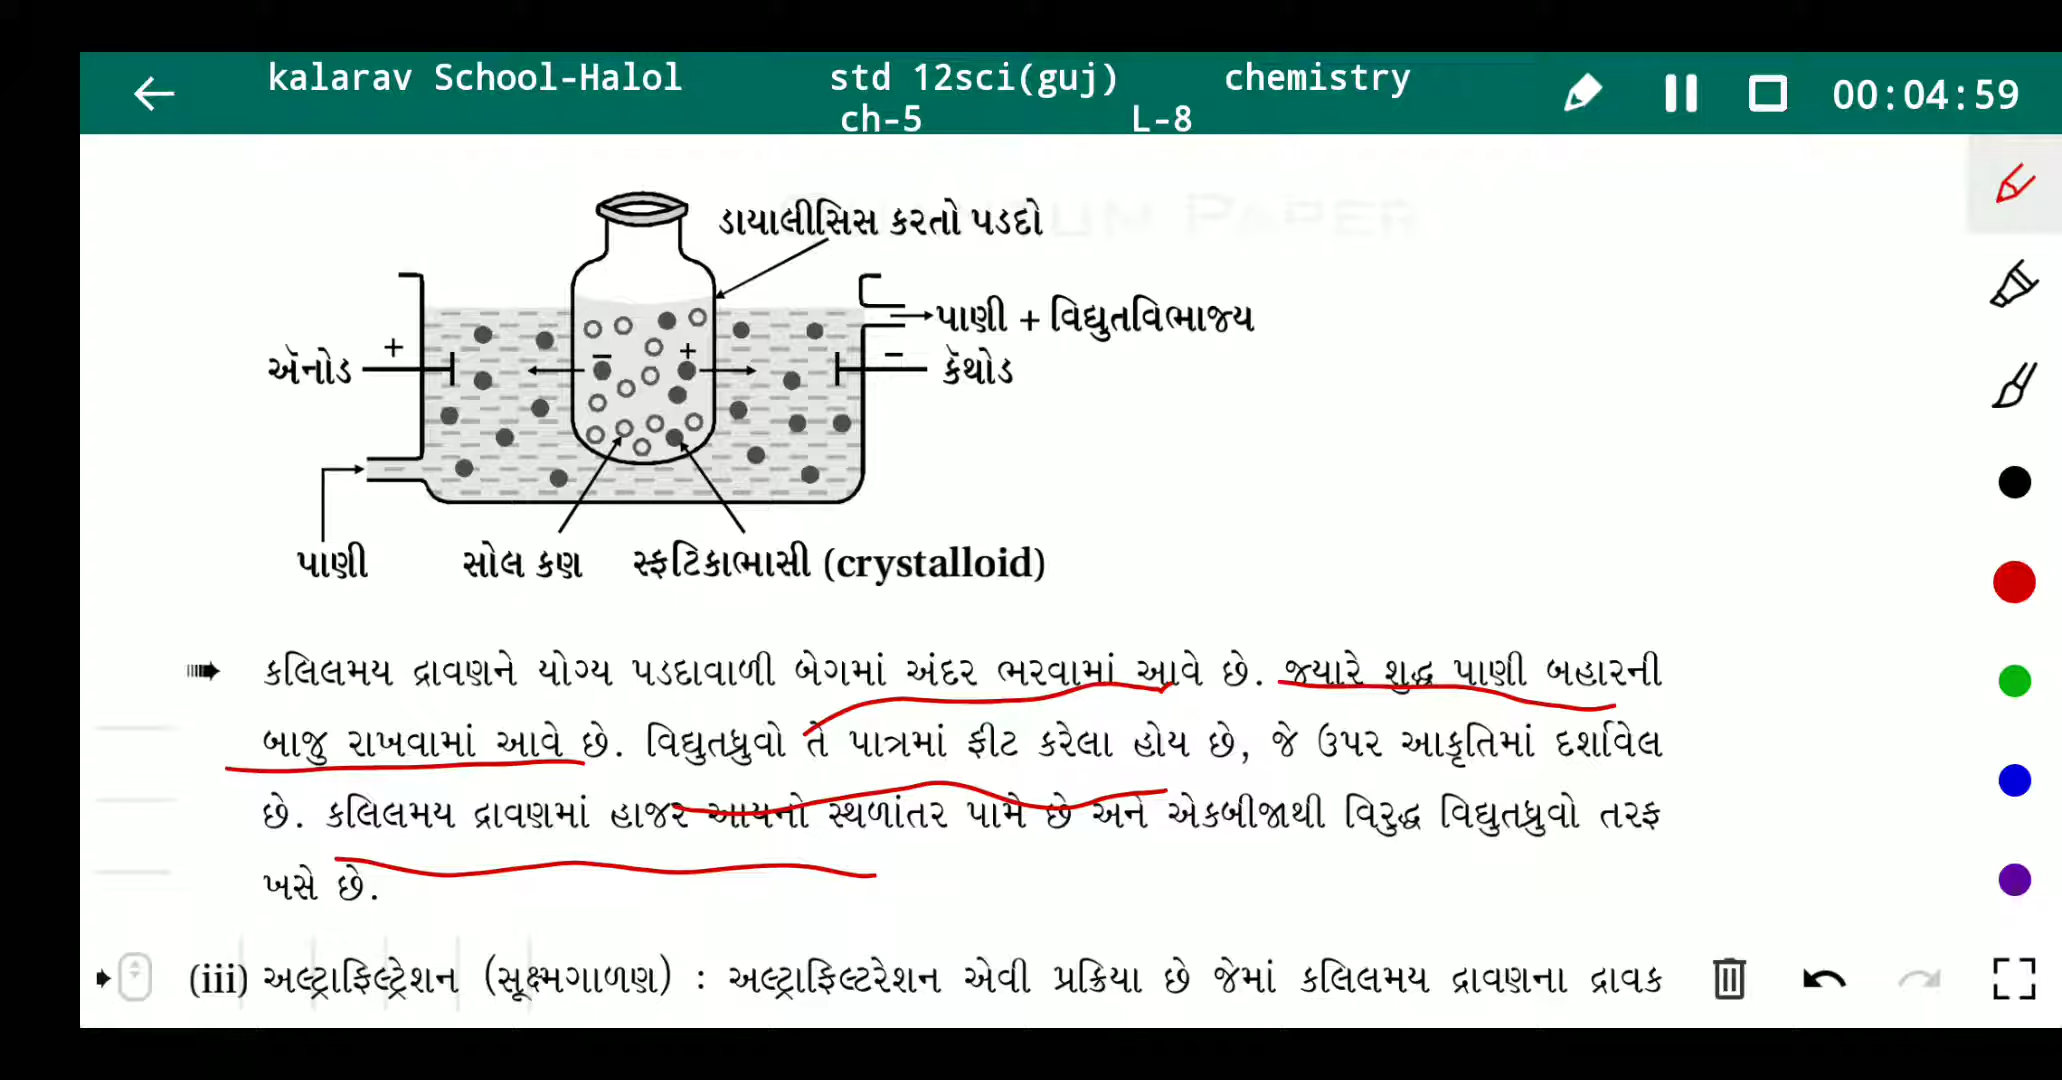 kalarav School-Halol std 12sci(guj) chemistry
ch-5 L-8
00:04:59
QUANTUM PAPER
ડાયાલીસિસ કરતો પડદો
પાણી + વિદ્યુતવિભાજ્ય
ઍનોડ + − + − કૅથોડ
પાણી સોલ કણ સ્ફટિકાભાસી (crystalloid)
કલિલમય દ્રાવણને યોગ્ય પડદાવાળી બેગમાં અંદર ભરવામાં આવે છે. જ્યારે શુદ્ધ પાણી બહારની
બાજુ રાખવામાં આવે છે. વિદ્યુતધ્રુવો તે પાત્રમાં ફીટ કરેલા હોય છે, જે ઉપર આકૃતિમાં દર્શાવેલ
છે. કલિલમય દ્રાવણમાં હાજર આયનો સ્થળાંતર પામે છે અને એકબીજાથી વિરુદ્ધ વિદ્યુતધ્રુવો તરફ
ખસે છે.
(iii) અલ્ટ્રાફિલ્ટ્રેશન (સૂક્ષ્મગાળણ) : અલ્ટ્રાફિલ્ટરેશન એવી પ્રક્રિયા છે જેમાં કલિલમય દ્રાવણના દ્રાવક